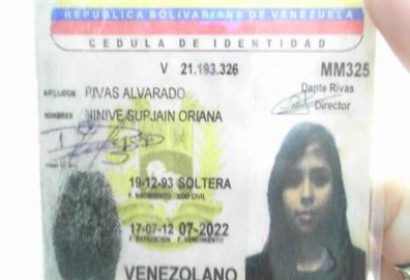 REPUBLICA BOLIVARIANA DE VENEZUELA
CEDULA DE IDENTIDAD
V 21.193.326 MM325
APELLIDOS RIVAS ALVARADO Dante Rivas
Director
NOMBRES NINIVE SUPJAIN ORIANA
19-12-93 SOLTERA
F. NACIMIENTO EDO CIVIL
17-07-12 07-2022
F. EXPEDICION F. VENCIMIENTO
VENEZOLANO